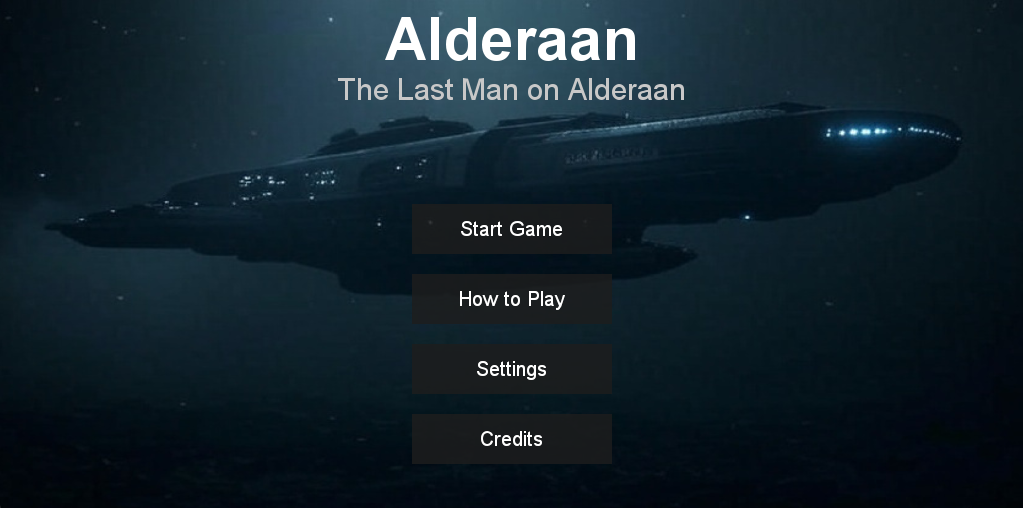 Alderaan
The Last Man on Alderaan
Start Game
How to Play
Settings
Credits